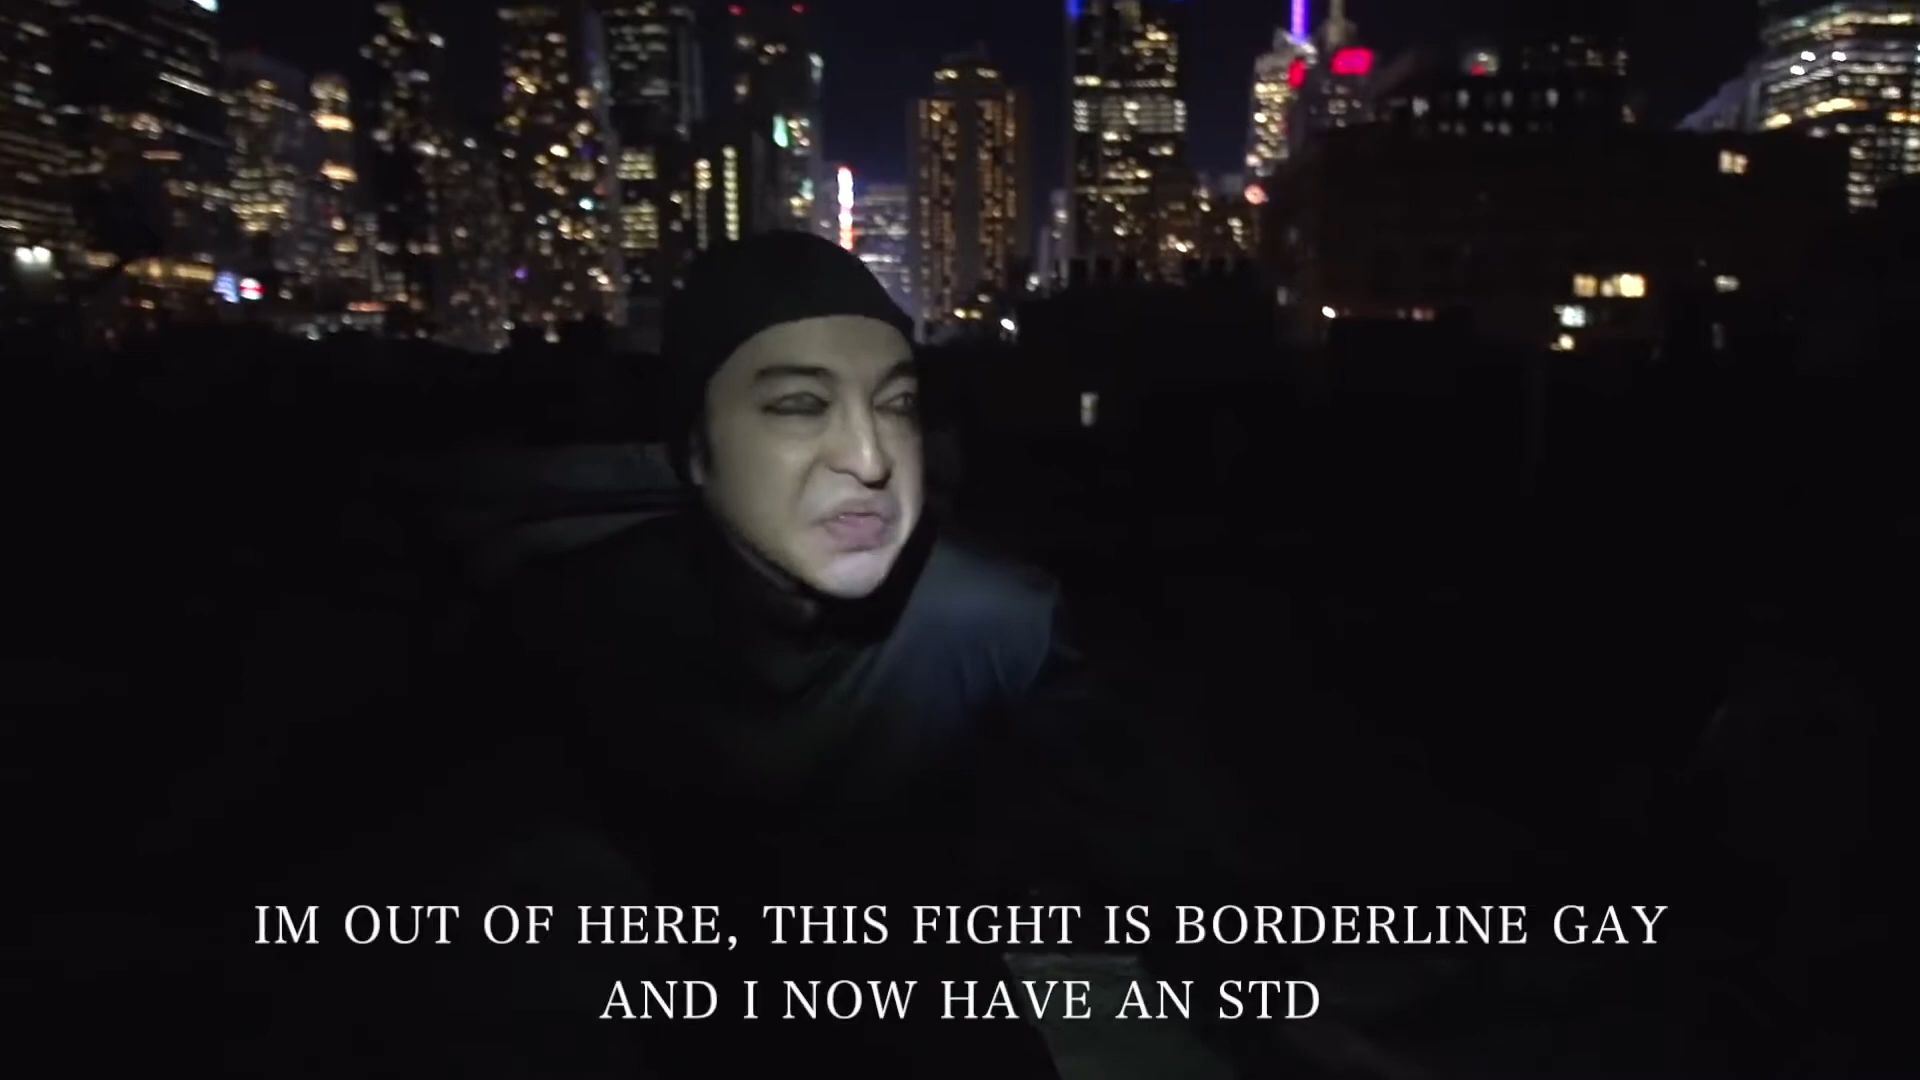 IM OUT OF HERE, THIS FIGHT IS BORDERLINE GAY
AND I NOW HAVE AN STD